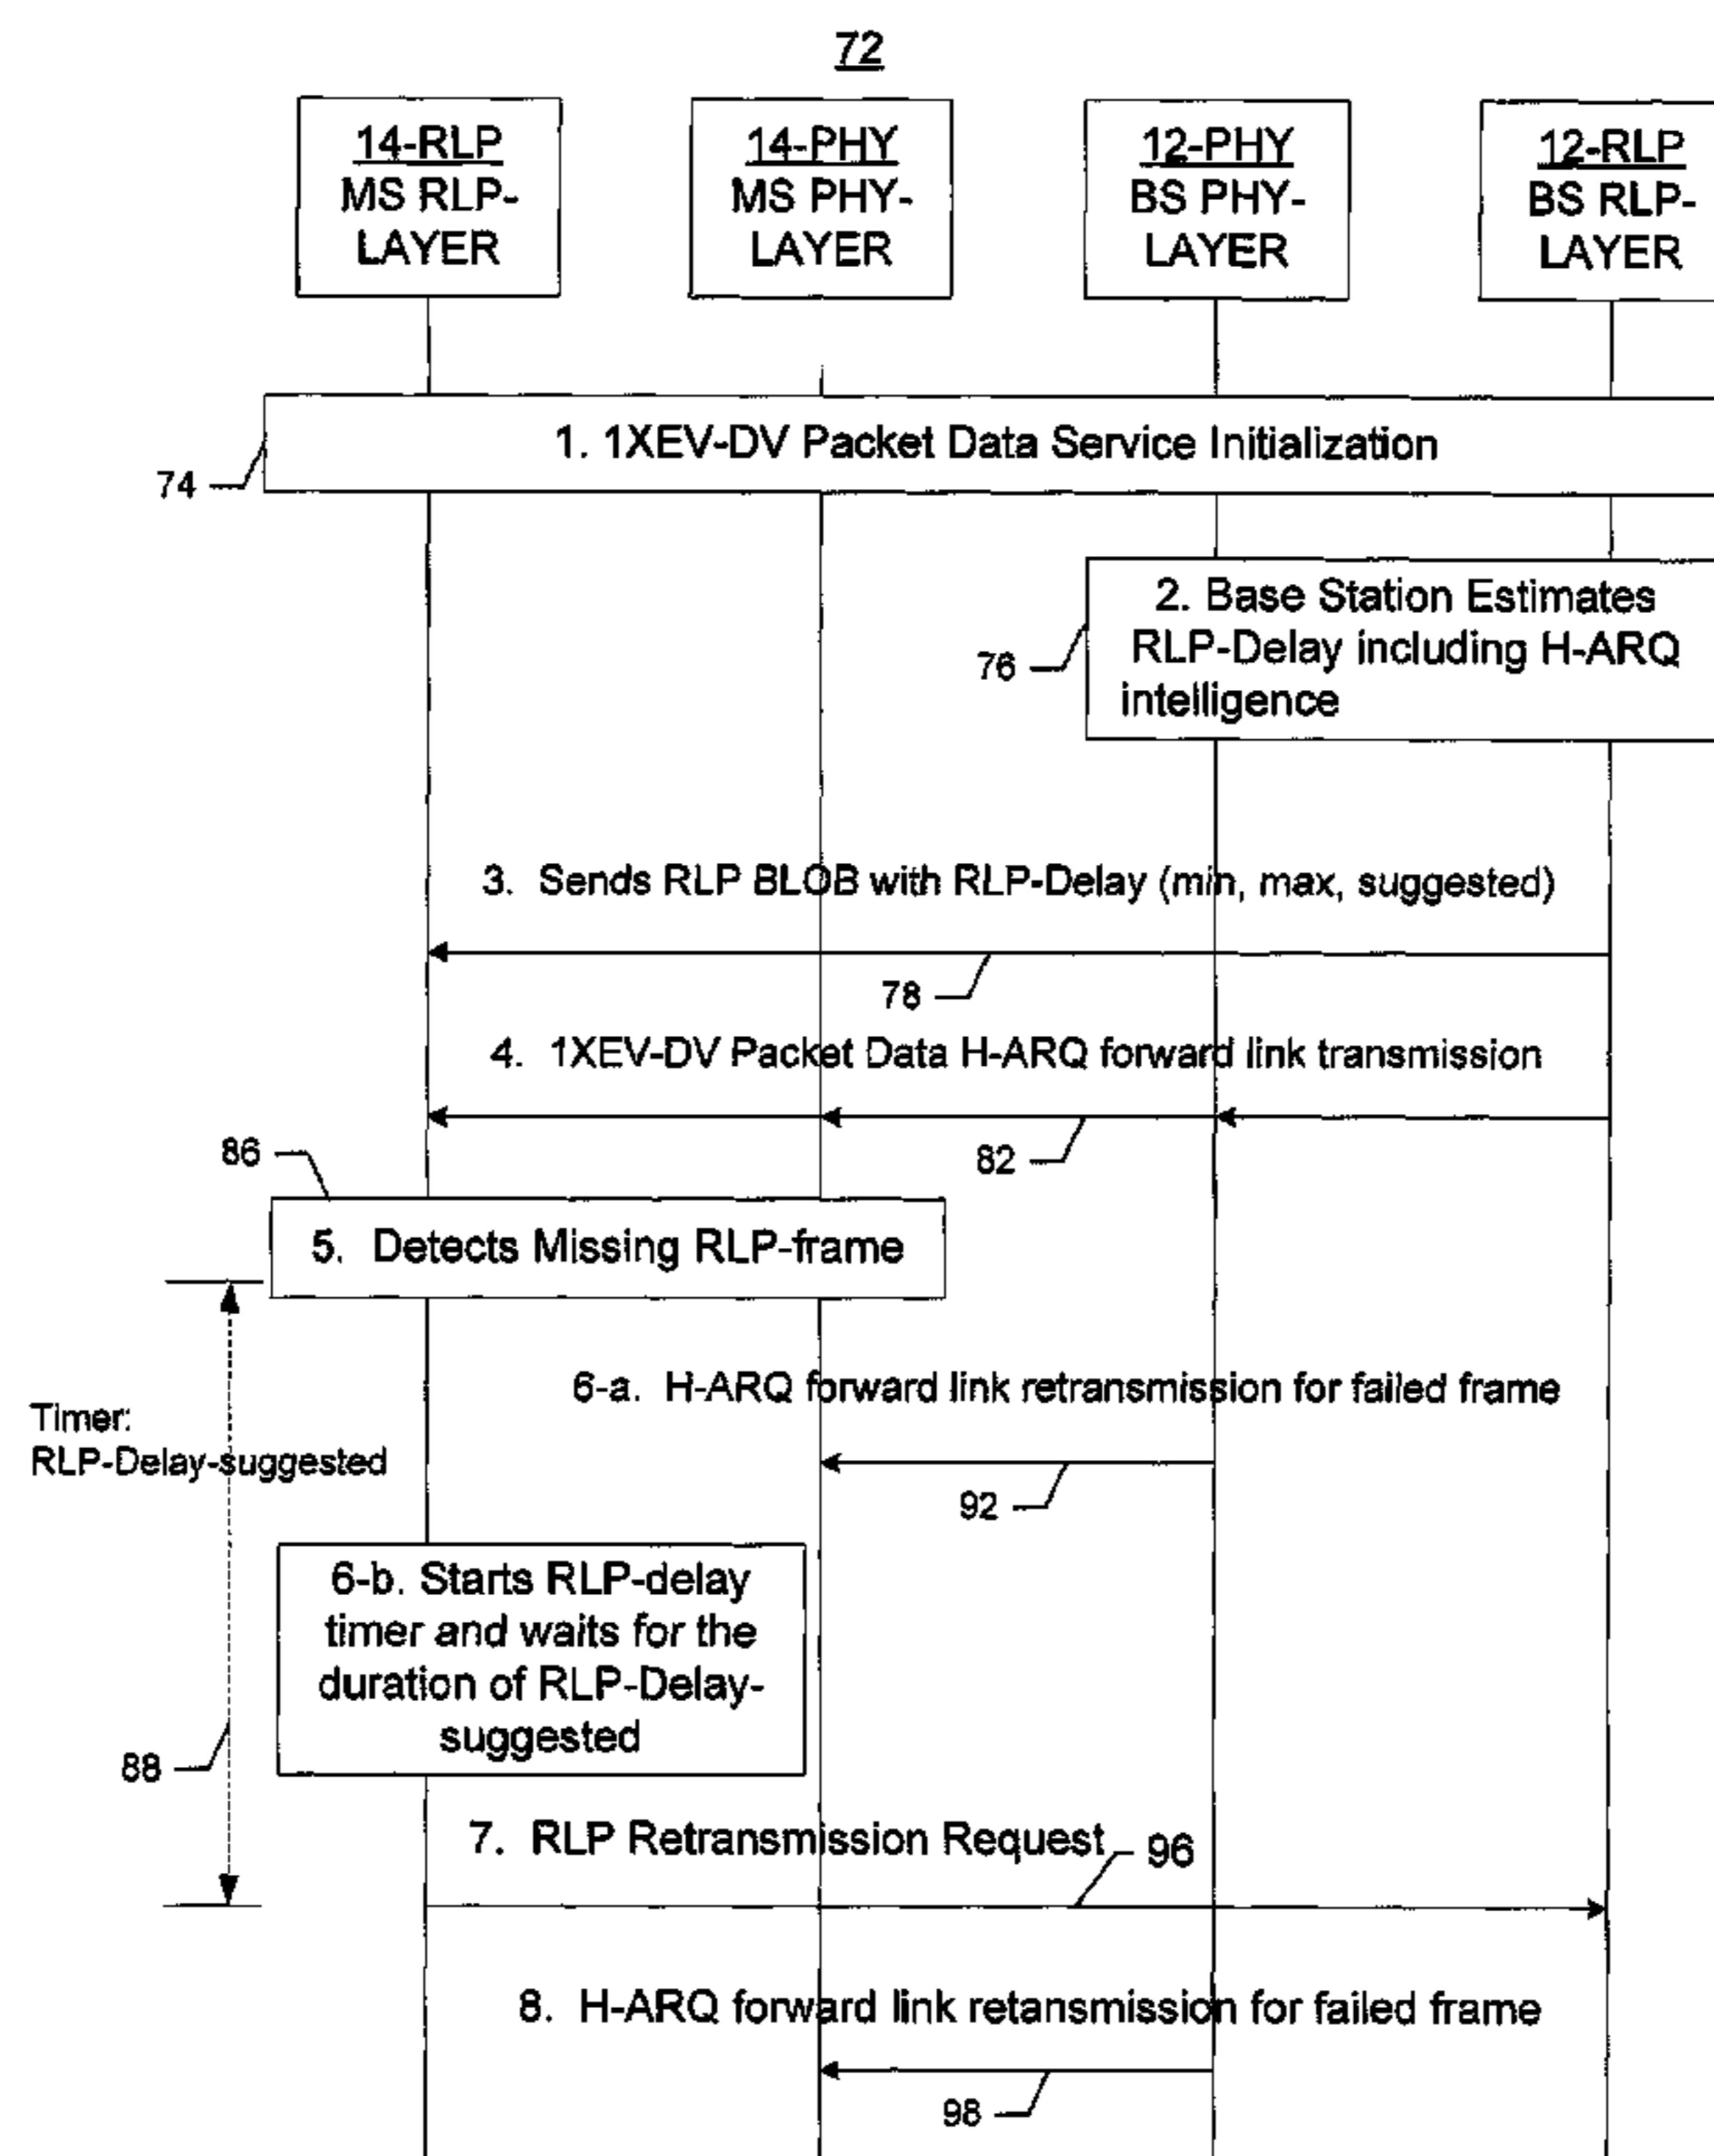 72
14-RLP
MS RLP-
LAYER
14-PHY
MS PHY-
LAYER
12-PHY
BS PHY-
LAYER
12-RLP
BS RLP-
LAYER
1. 1XEV-DV Packet Data Service Initialization
74
2. Base Station Estimates
RLP-Delay including H-ARQ
intelligence
76
3. Sends RLP BLOB with RLP-Delay (min, max, suggested)
78
4. 1XEV-DV Packet Data H-ARQ forward link transmission
82
86
5. Detects Missing RLP-frame
6-a. H-ARQ forward link retransmission for failed frame
Timer:
RLP-Delay-suggested
92
6-b. Starts RLP-delay
timer and waits for the
duration of RLP-Delay-
suggested
88
7. RLP Retransmission Request
96
8. H-ARQ forward link retansmission for failed frame
98